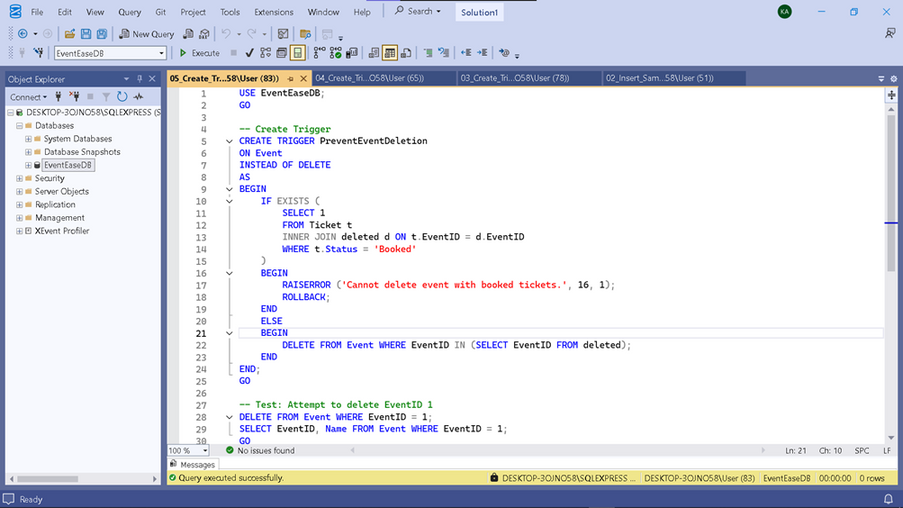 File Edit View Query Git Project Tools Extensions Window Help Search Solution1 KA
New Query
EventEaseDB Execute
Object Explorer
Connect
DESKTOP-3OJNO58\SQLEXPRESS (S
Databases
System Databases
Database Snapshots
EventEaseDB
Security
Server Objects
Replication
Management
XEvent Profiler
05_Create_Tr...58\User (83)) 04_Create_Tri...O58\User (65)) 03_Create_Tri...O58\User (78)) 02_Insert_Sam...58\User (51))
1 USE EventEaseDB;
2 GO
3
4 -- Create Trigger
5 CREATE TRIGGER PreventEventDeletion
6 ON Event
7 INSTEAD OF DELETE
8 AS
9 BEGIN
10 IF EXISTS (
11 SELECT 1
12 FROM Ticket t
13 INNER JOIN deleted d ON t.EventID = d.EventID
14 WHERE t.Status = 'Booked'
15 )
16 BEGIN
17 RAISERROR ('Cannot delete event with booked tickets.', 16, 1);
18 ROLLBACK;
19 END
20 ELSE
21 BEGIN
22 DELETE FROM Event WHERE EventID IN (SELECT EventID FROM deleted);
23 END
24 END;
25 GO
26
27 -- Test: Attempt to delete EventID 1
28 DELETE FROM Event WHERE EventID = 1;
29 SELECT EventID, Name FROM Event WHERE EventID = 1;
30 GO
100 % No issues found Ln: 21 Ch: 10 SPC LF
Messages
Query executed successfully. DESKTOP-3OJNO58\SQLEXPRESS ... DESKTOP-3OJNO58\User (83) EventEaseDB 00:00:00 0 rows
Ready